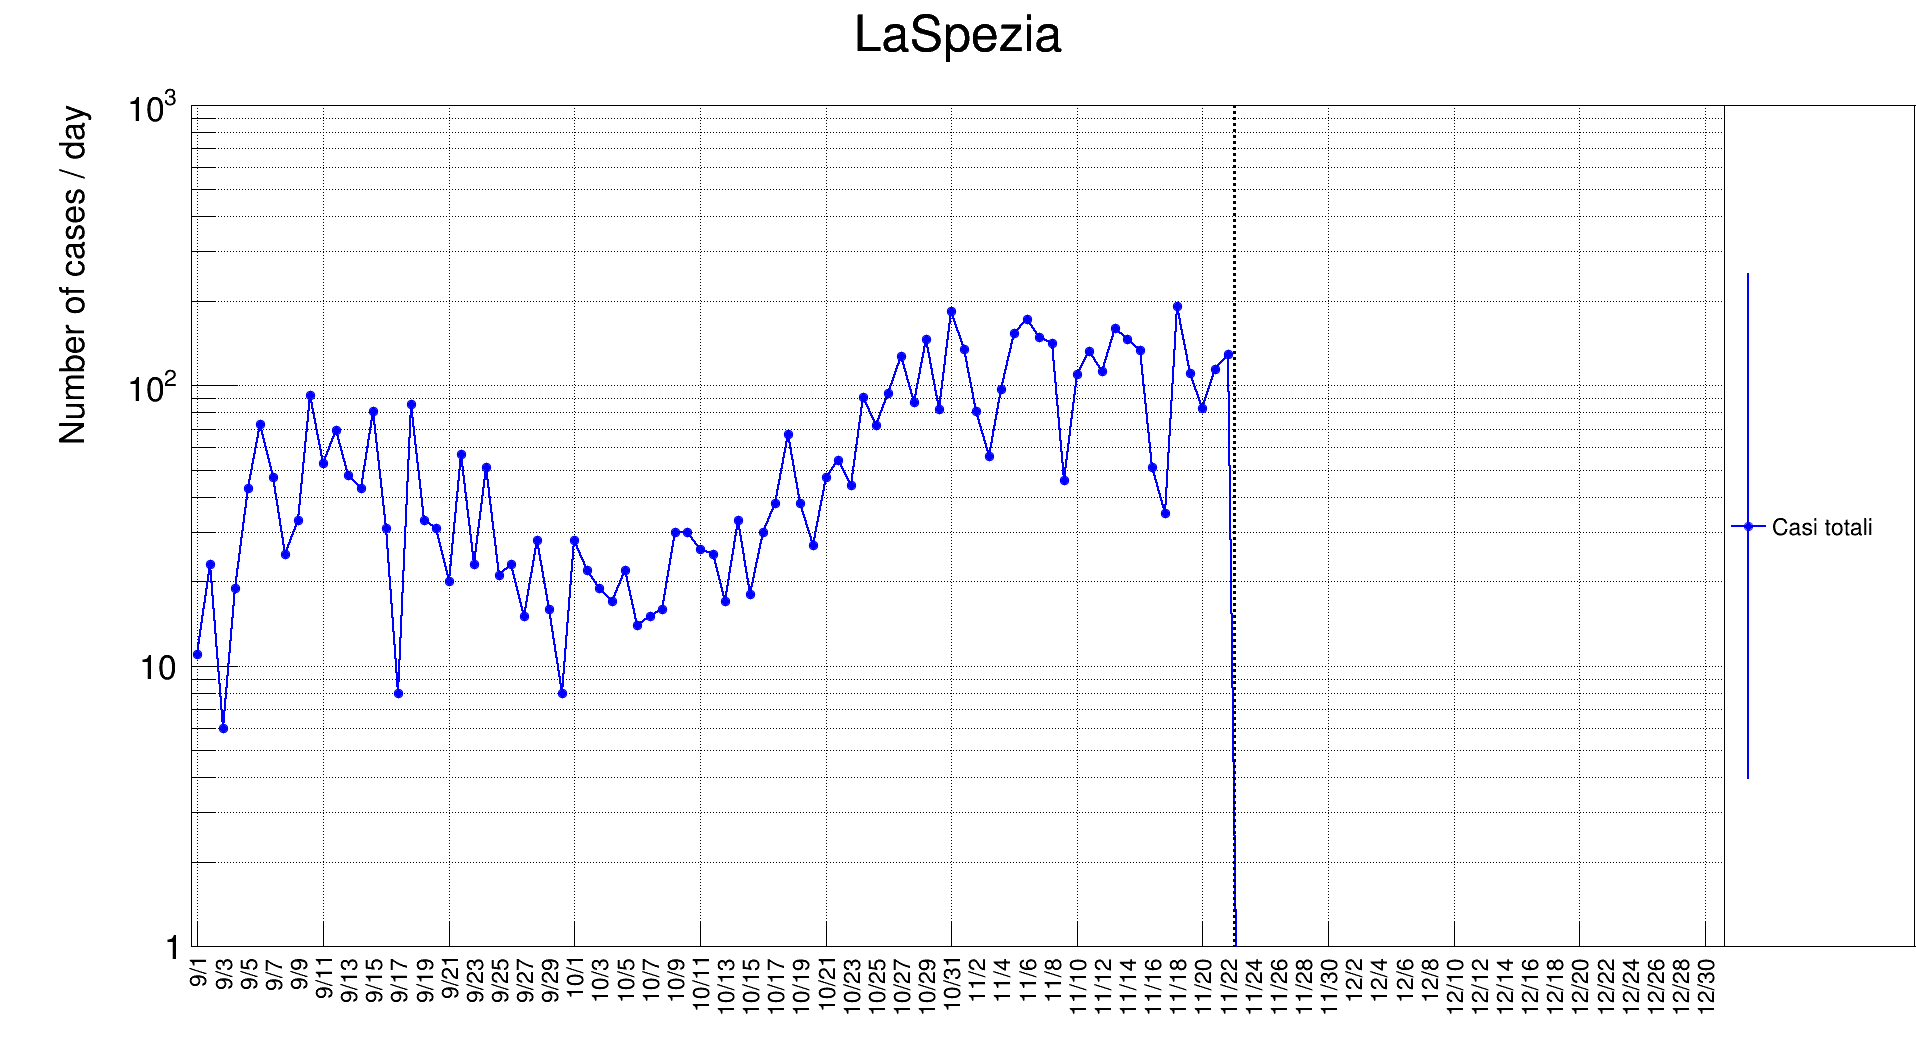 LaSpezia
Number of cases / day
10³
10²
10
1
9/1 9/3 9/5 9/7 9/9 9/11 9/13 9/15 9/17 9/19 9/21 9/23 9/25 9/27 9/29 10/1 10/3 10/5 10/7 10/9 10/11 10/13 10/15 10/17 10/19 10/21 10/23 10/25 10/27 10/29 10/31 11/2 11/4 11/6 11/8 11/10 11/12 11/14 11/16 11/18 11/20 11/22 11/24 11/26 11/28 11/30 12/2 12/4 12/6 12/8 12/10 12/12 12/14 12/16 12/18 12/20 12/22 12/24 12/26 12/28 12/30
Casi totali